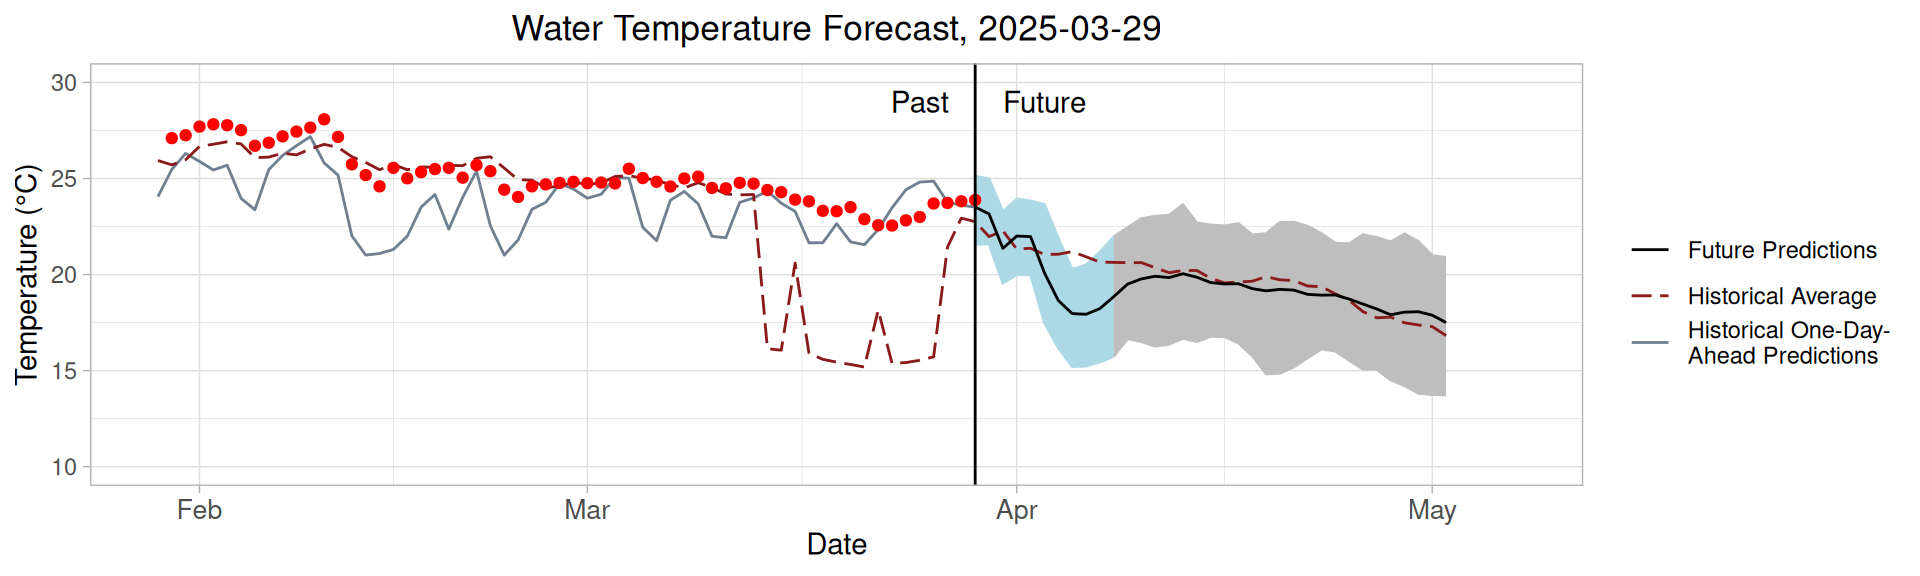 Water Temperature Forecast, 2025-03-29
Temperature (°C)
30
25
20
15
10
Past
Future
Feb
Mar
Apr
May
Date
Future Predictions
Historical Average
Historical One-Day-
Ahead Predictions